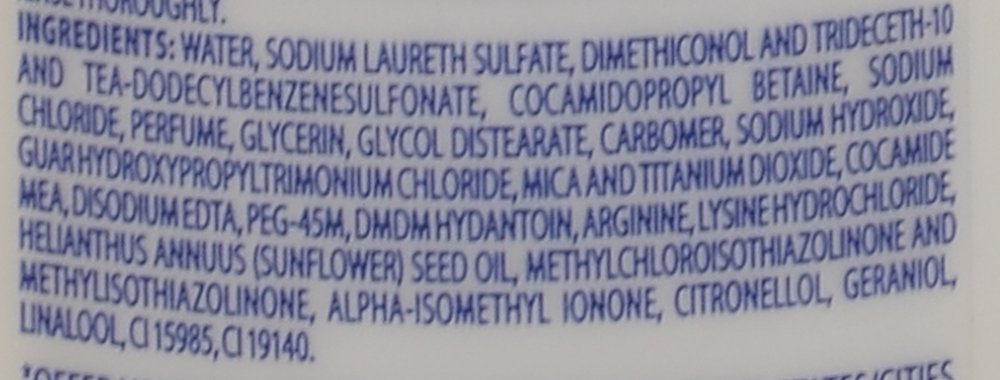 THOROUGHLY.
INGREDIENTS: WATER, SODIUM LAURETH SULFATE, DIMETHICONOL AND TRIDECETH-10
AND TEA-DODECYLBENZENESULFONATE, COCAMIDOPROPYL BETAINE, SODIUM
CHLORIDE, PERFUME, GLYCERIN, GLYCOL DISTEARATE, CARBOMER, SODIUM HYDROXIDE,
GUAR HYDROXYPROPYLTRIMONIUM CHLORIDE, MICA AND TITANIUM DIOXIDE, COCAMIDE
MEA, DISODIUM EDTA, PEG-45M, DMDM HYDANTOIN, ARGININE, LYSINE HYDROCHLORIDE,
HELIANTHUS ANNUUS (SUNFLOWER) SEED OIL, METHYLCHLOROISOTHIAZOLINONE AND
METHYLISOTHIAZOLINONE, ALPHA-ISOMETHYL IONONE, CITRONELLOL, GERANIOL,
LINALOOL, CI 15985, CI 19140.